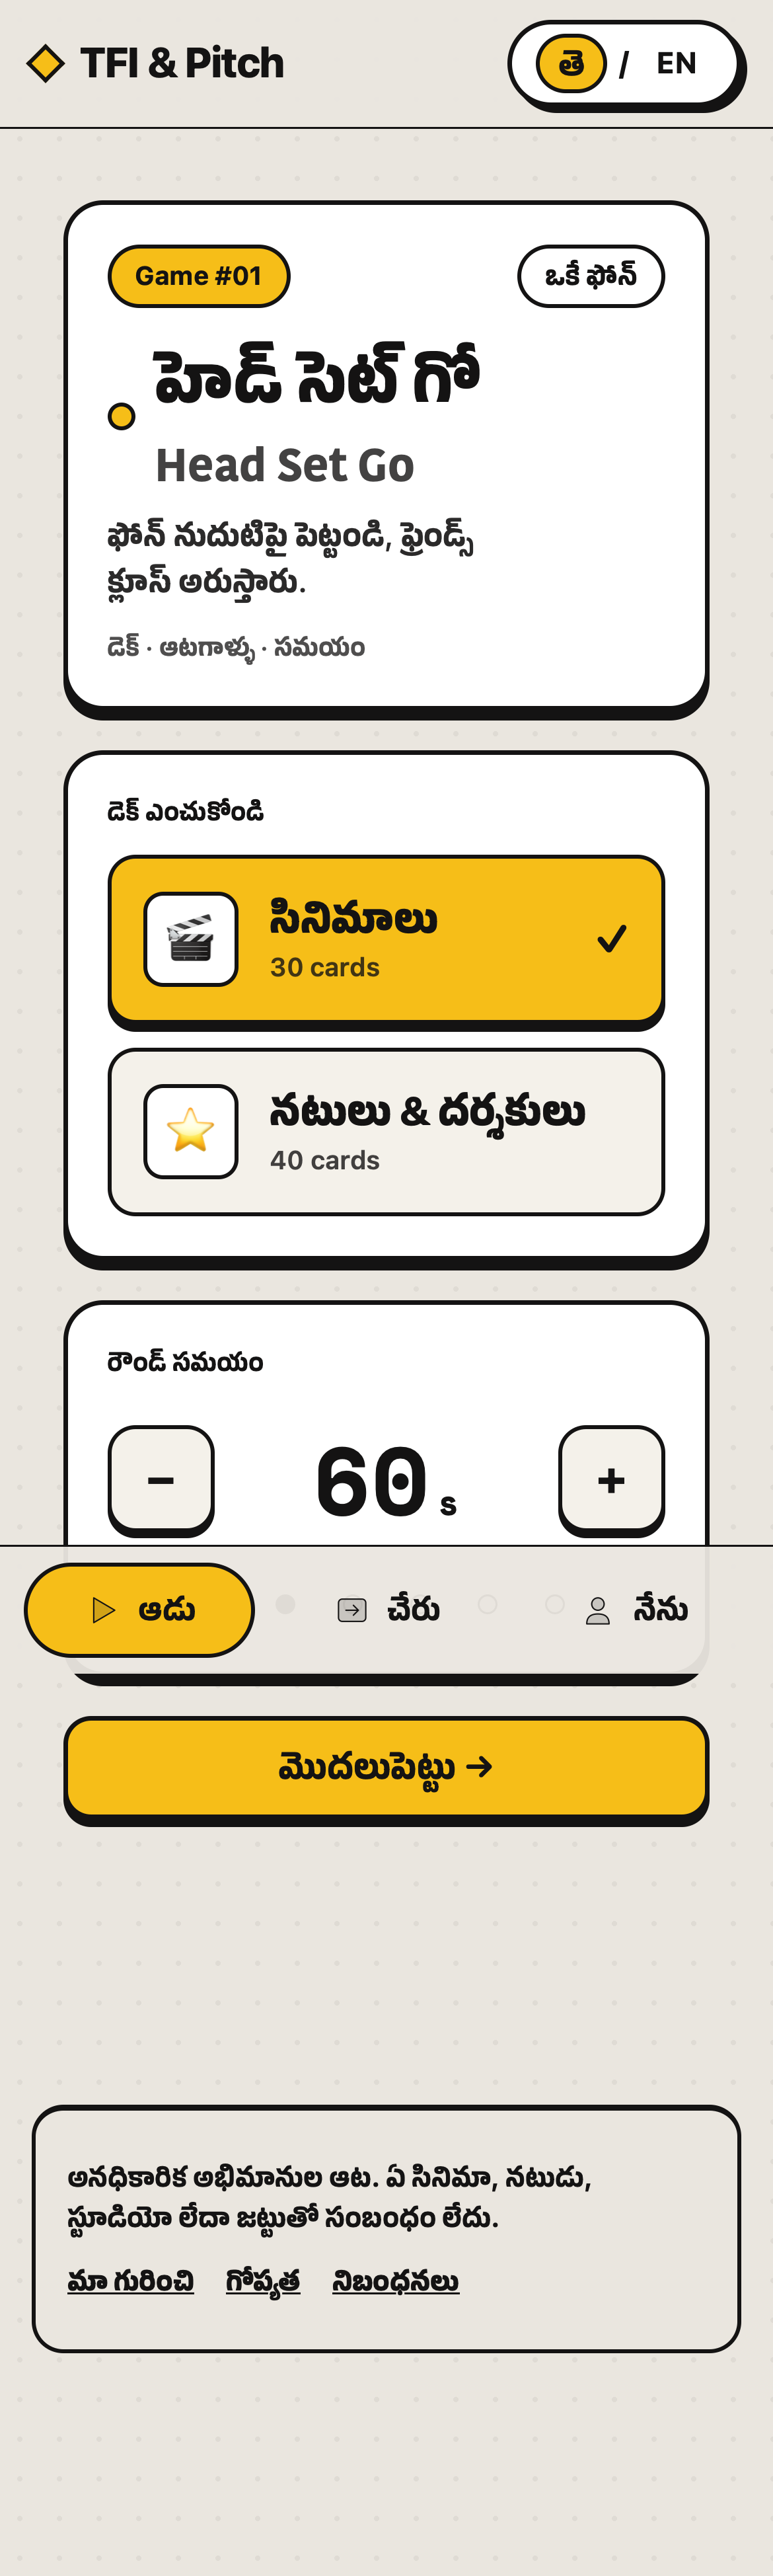 TFI & Pitch
తె / EN
Game #01
ఒకే ఫోన్
హెడ్ సెట్ గో
Head Set Go
ఫోన్ నుదుటిపై పెట్టండి, ఫ్రెండ్స్
క్లూస్ అరుస్తారు.
డెక్ · ఆటగాళ్ళు · సమయం
డెక్ ఎంచుకోండి
సినిమాలు
30 cards
నటులు & దర్శకులు
40 cards
రౌండ్ సమయం
− 60 s +
ఆడు చేరు నేను
మొదలుపెట్టు →
అనధికారిక అభిమానుల ఆట. ఏ సినిమా, నటుడు,
స్టూడియో లేదా జట్టుతో సంబంధం లేదు.
మా గురించి గోప్యత నిబంధనలు